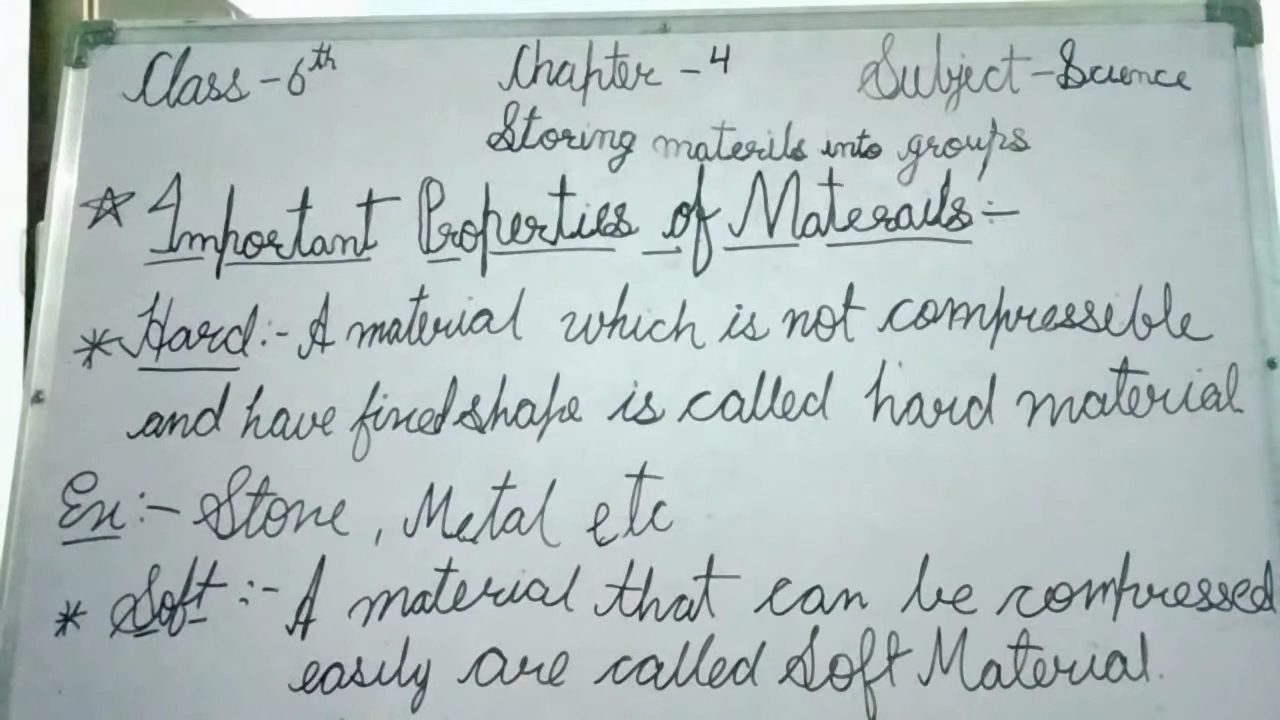 Class - 6th Chapter - 4 Subject - Science
Storing materils into groups
☆ Important Properties of Materails :-
* Hard :- A material which is not compressible
and have fixed shape is called hard material
Ex :- Stone, Metal etc
* Soft :- A material that can be compressed
easily are called Soft Material.